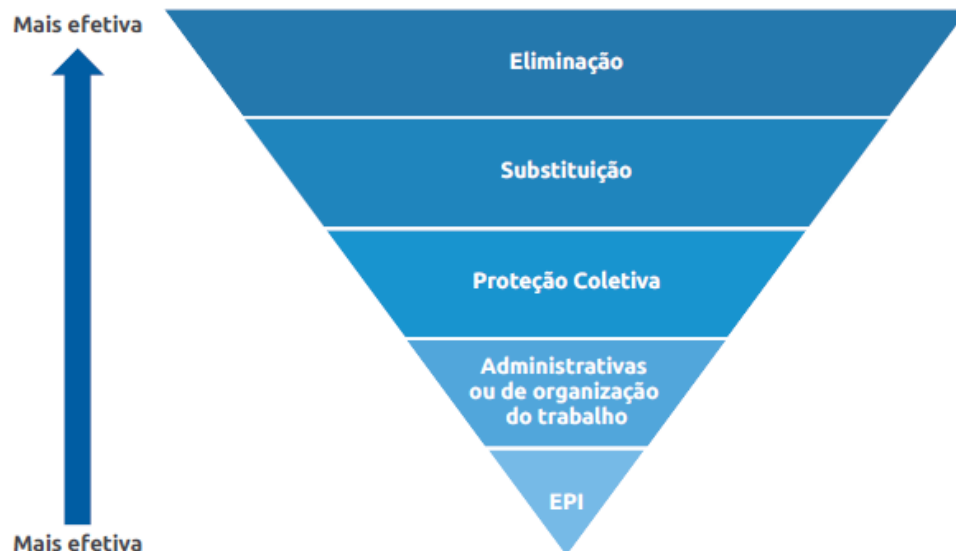 Mais efetiva
Eliminação
Substituição
Proteção Coletiva
Administrativas
ou de organização
do trabalho
EPI
Mais efetiva